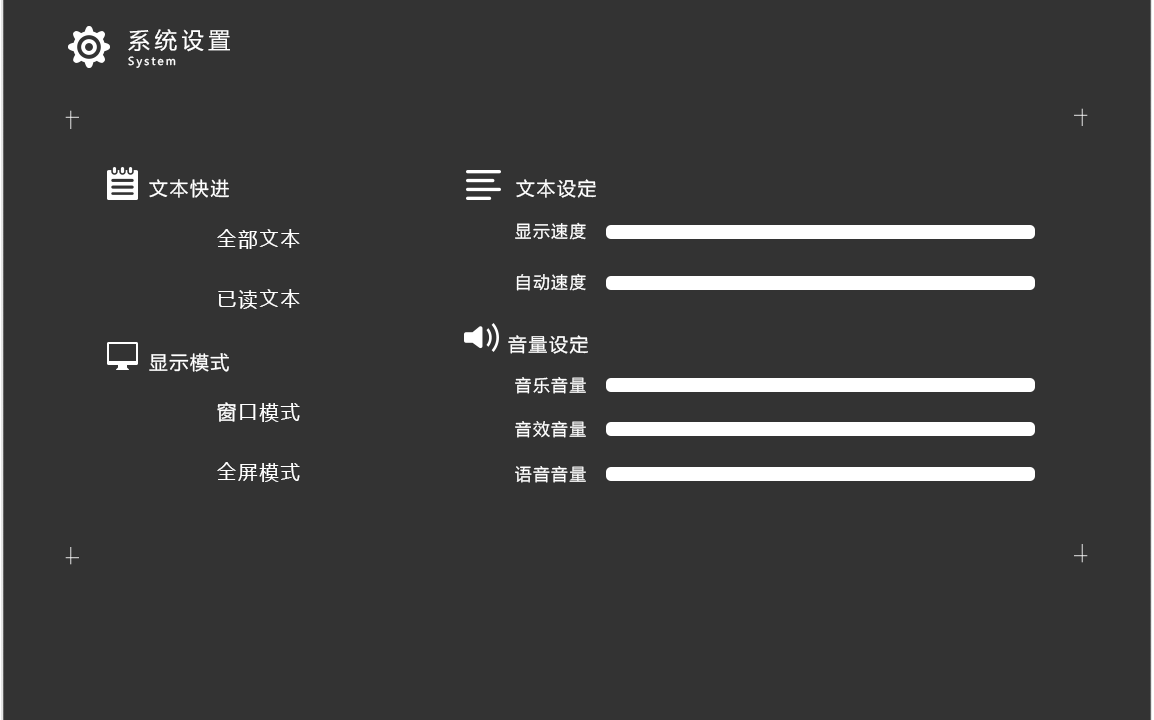 系统设置
System
文本快进
全部文本
已读文本
显示模式
窗口模式
全屏模式
文本设定
显示速度
自动速度
音量设定
音乐音量
音效音量
语音音量